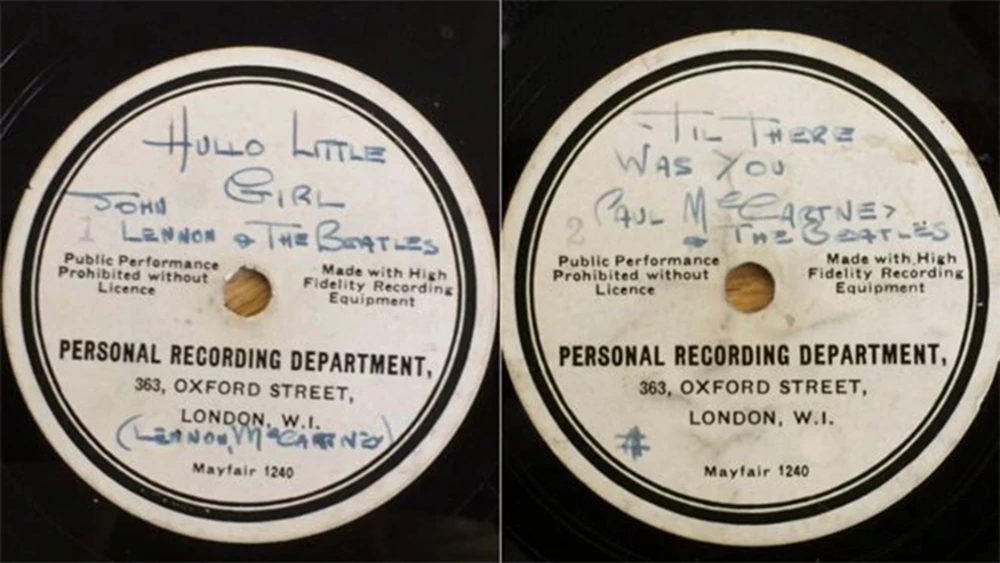 HULLO LITTLE
GIRL
JOHN
1 LENNON & THE BEATLES
Public Performance
Prohibited without
Licence
Made with High
Fidelity Recording
Equipment
PERSONAL RECORDING DEPARTMENT,
363, OXFORD STREET,
LONDON, W.I.
(LENNON, McCARTNEY)
Mayfair 1240
'TIL THERE
WAS YOU
PAUL McCARTNEY
2 & THE BEATLES
Public Performance
Prohibited without
Licence
Made with High
Fidelity Recording
Equipment
PERSONAL RECORDING DEPARTMENT,
363, OXFORD STREET,
LONDON, W.I.
#
Mayfair 1240